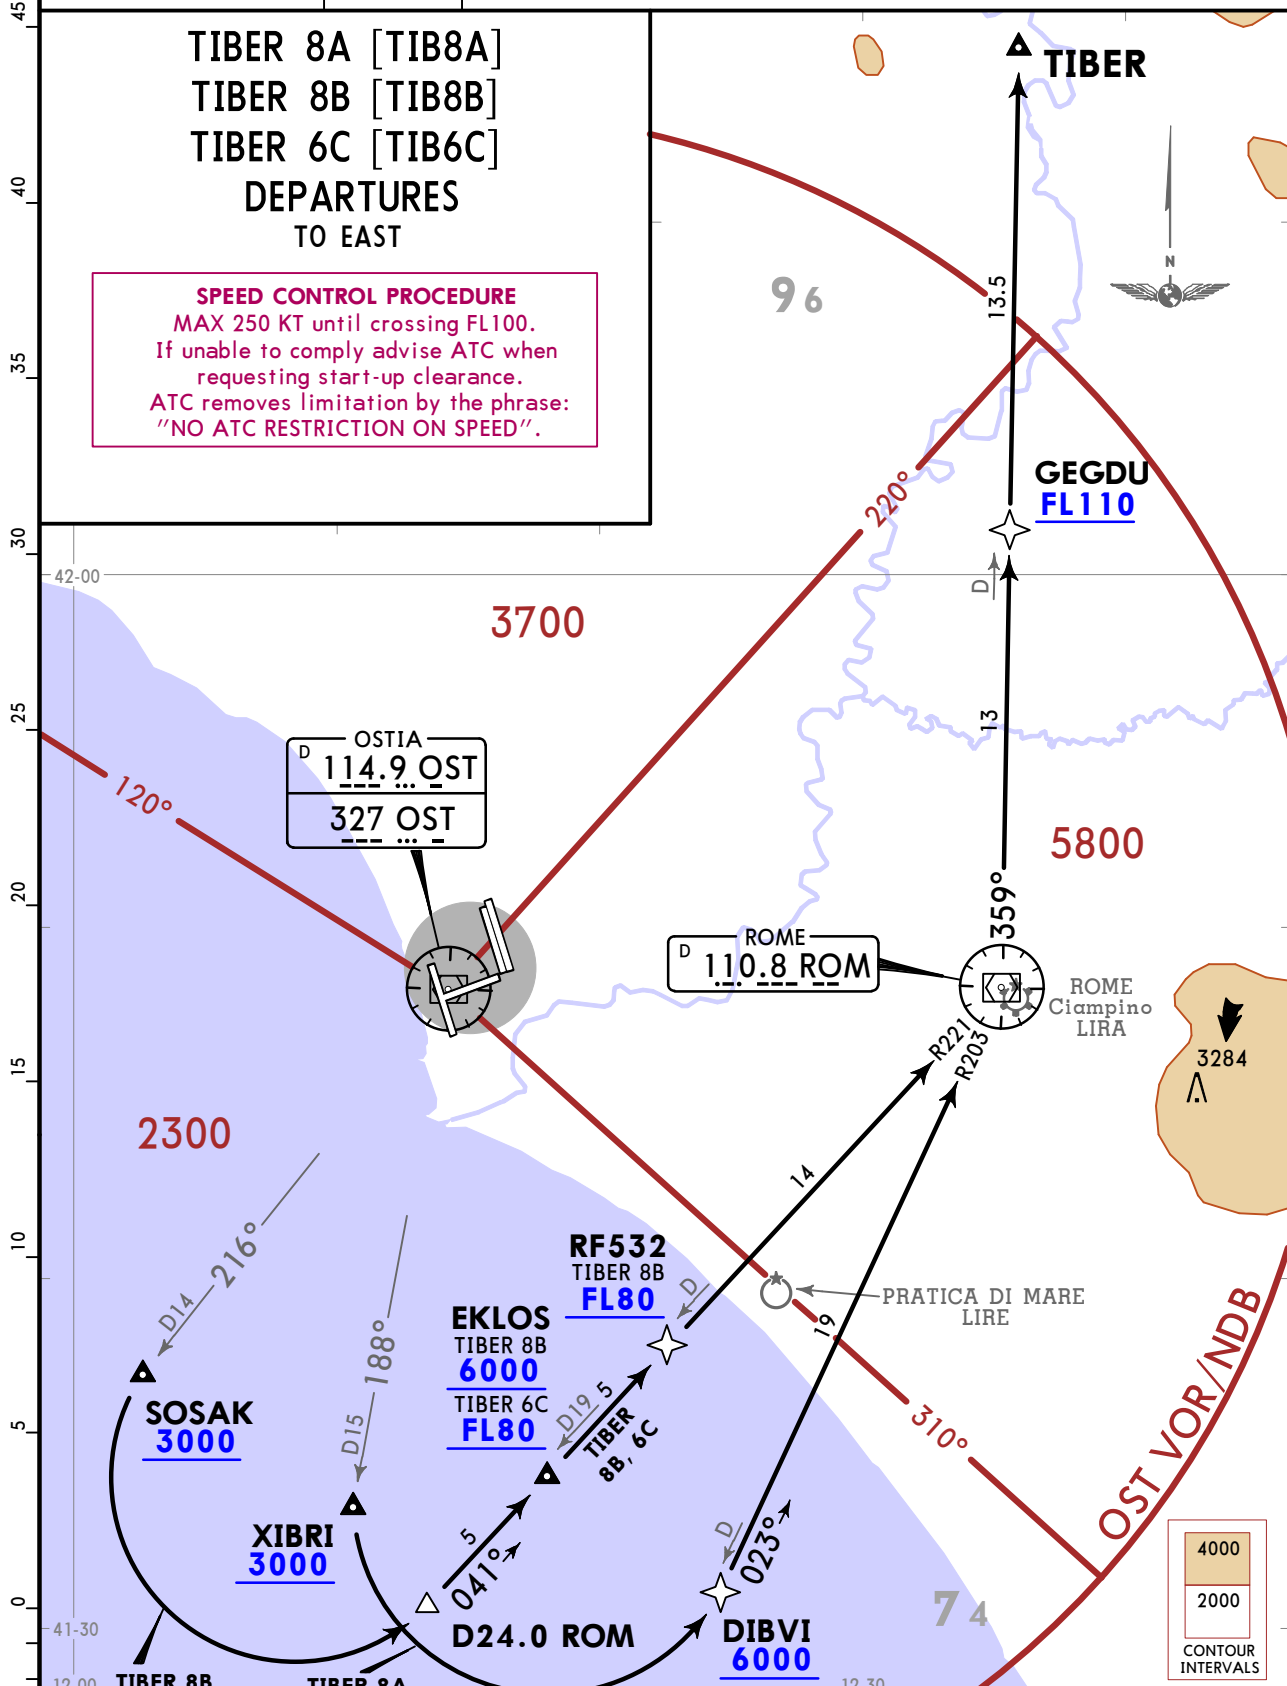 45
40
35
30
25
20
15
10
5
0
TIBER 8A [TIB8A]
TIBER 8B [TIB8B]
TIBER 6C [TIB6C]
DEPARTURES
TO EAST
SPEED CONTROL PROCEDURE
MAX 250 KT until crossing FL100.
If unable to comply advise ATC when
requesting start-up clearance.
ATC removes limitation by the phrase:
"NO ATC RESTRICTION ON SPEED".
TIBER
N
13.5
96
GEGDU
FL110
220°
D
42-00
3700
13
OSTIA
D 114.9 OST
327 OST
120°
5800
359°
ROME
D 110.8 ROM
ROME
Ciampino
LIRA
R221
R203
3284
2300
14
216°
D14
188°
D15
RF532
TIBER 8B
FL80
D
PRATICA DI MARE
LIRE
19
EKLOS
TIBER 8B
6000
TIBER 6C
FL80
D19
5
TIBER
8B, 6C
SOSAK
3000
310°
OST VOR/NDB
XIBRI
3000
5
041°
D
023°
D24.0 ROM
DIBVI
6000
74
4000
2000
CONTOUR
INTERVALS
41-30
12-00
TIBER 8B
TIBER 8A
12-30